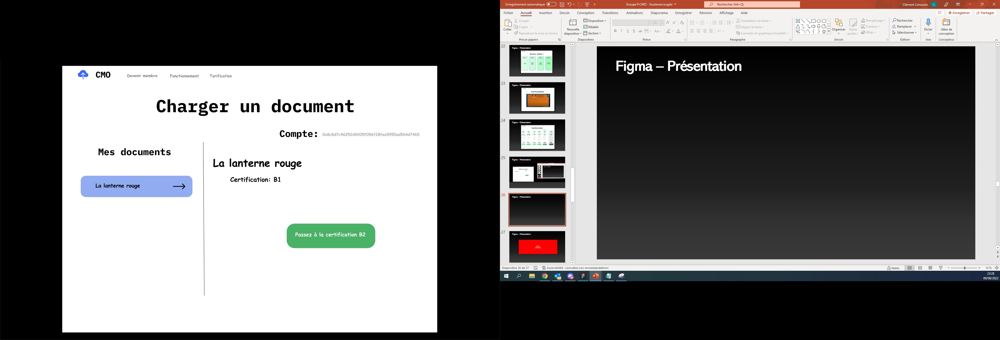 CMO
Devenir membre Fonctionnement Tarification
Charger un document
Compte: 0x8c8d7c46252d9205f056f28fee5950ad564d7465
Mes documents
La lanterne rouge
Certification: B1
La lanterne rouge
Passez à la certification B2
Enregistrement automatique
Groupe 9 CMO - Soutenance.pptx
Rechercher (Alt+Q)
Clément Limousin CL
Fichier Accueil Insertion Dessin Conception Transitions Animations Diaporama Enregistrer Révision Affichage Aide
Enregistrer Partager
Coller
Couper
Copier
Reproduire la mise en forme
Presse-papiers
Nouvelle
diapositive
Disposition
Rétablir
Section
Diapositives
24
G I S S ab AV Aa A
Police
Orientation du texte
Aligner le texte
Convertir en graphique SmartArt
Paragraphe
Organiser
Styles
rapides
Remplissage
Contour
Effets
Dessin
Rechercher
Remplacer
Sélectionner
Édition
Dicter
Voix
Idées de
conception
Concepteur
22
Figma – Présentation
Devenir membre !
23
Figma – Présentation
Fonctionnement
24
Figma – Présentation
Tarification
25
Figma – Présentation
26
Figma – Présentation
27
Figma – Présentation
Figma – Présentation
Diapositive 26 de 37
Accessibilité : consultez nos recommandations
Notes
14 %
23:28
09/08/2022